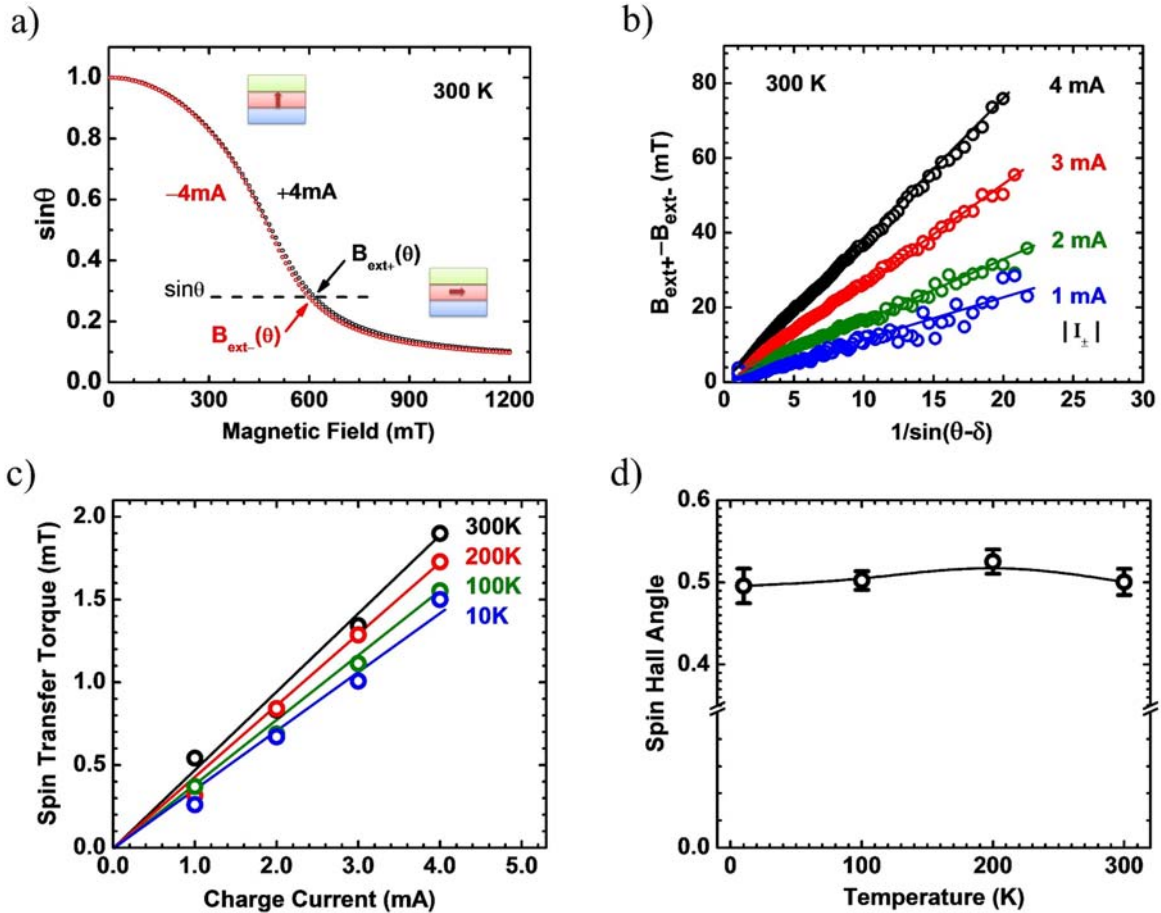 a)
1.0
0.8
0.6
0.4
0.2
0.0
sinθ
300 K
−4mA
+4mA
B_ext+(θ)
sinθ
B_ext−(θ)
0
300
600
900
1200
Magnetic Field (mT)
b)
80
60
40
20
0
B_ext+−B_ext- (mT)
300 K
4 mA
3 mA
2 mA
1 mA
| I_± |
0
5
10
15
20
25
30
1/sin(θ-δ)
c)
2.0
1.5
1.0
0.5
0.0
Spin Transfer Torque (mT)
300K
200K
100K
10K
0.0
1.0
2.0
3.0
4.0
5.0
Charge Current (mA)
d)
0.6
0.5
0.4
0.0
Spin Hall Angle
0
100
200
300
Temperature (K)